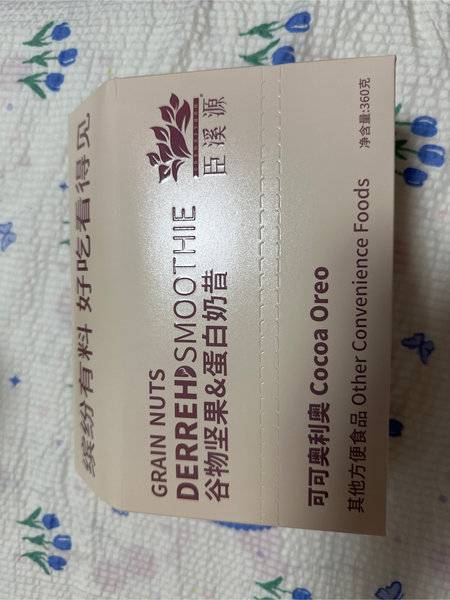 缤纷有料 好吃看得见
臣溪源
GRAIN NUTS
DERREH SMOOTHIE
谷物坚果&蛋白奶昔
可可奥利奥 Cocoa Oreo
其他方便食品 Other Convenience Foods
净含量:360克